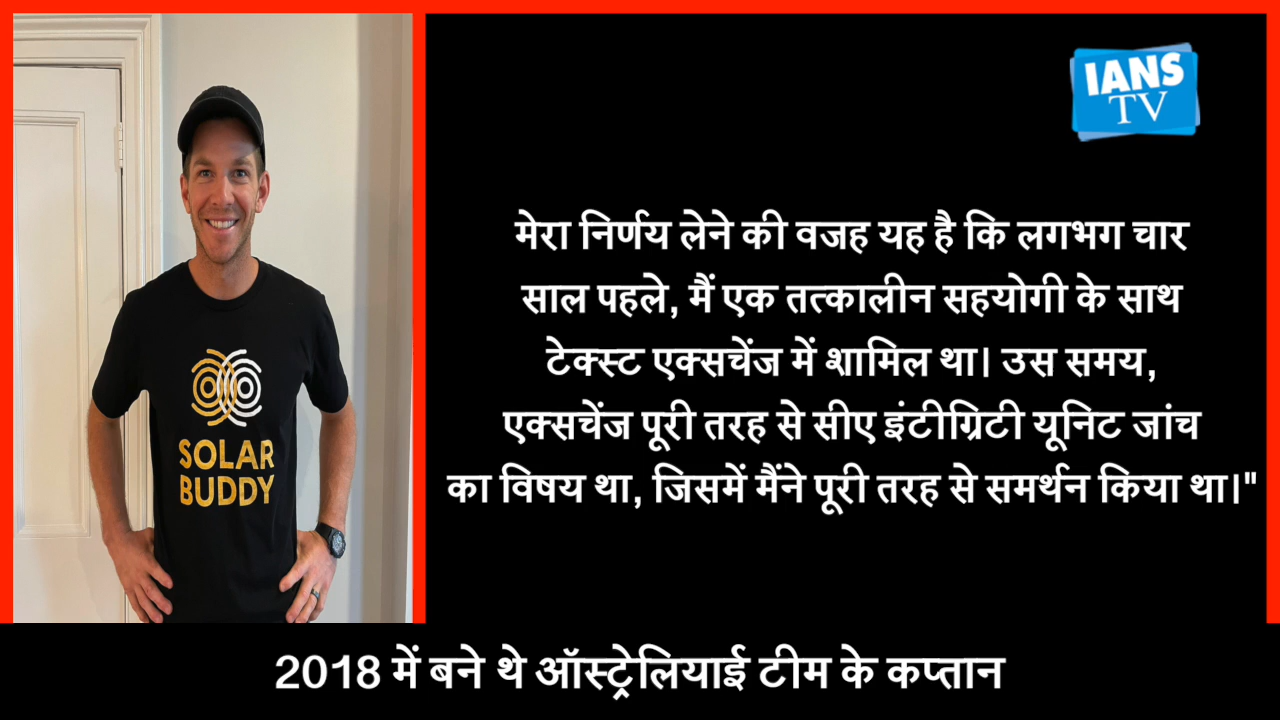 IANS
TV
मेरा निर्णय लेने की वजह यह है कि लगभग चार
साल पहले, मैं एक तत्कालीन सहयोगी के साथ
टेक्स्ट एक्सचेंज में शामिल था। उस समय,
एक्सचेंज पूरी तरह से सीए इंटीग्रिटी यूनिट जांच
का विषय था, जिसमें मैंने पूरी तरह से समर्थन किया था।"
SOLAR
BUDDY
2018 में बने थे ऑस्ट्रेलियाई टीम के कप्तान